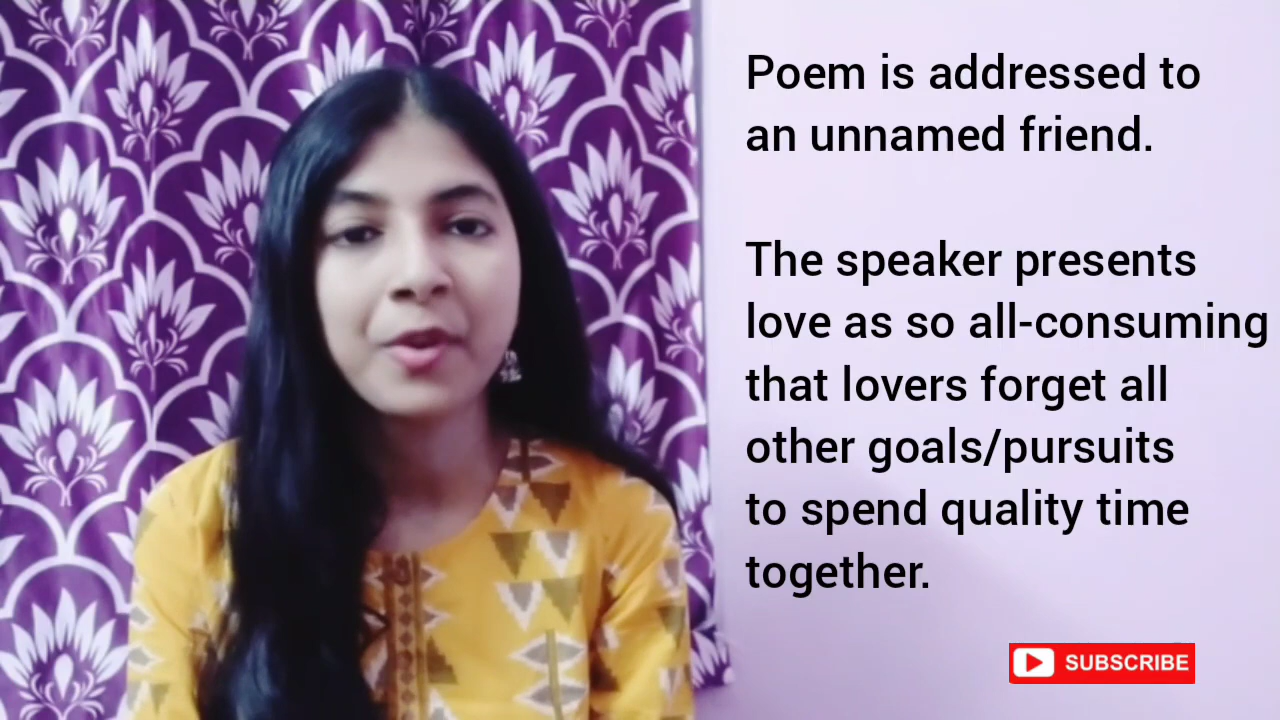 Poem is addressed to
an unnamed friend.
The speaker presents
love as so all-consuming
that lovers forget all
other goals/pursuits
to spend quality time
together.
SUBSCRIBE